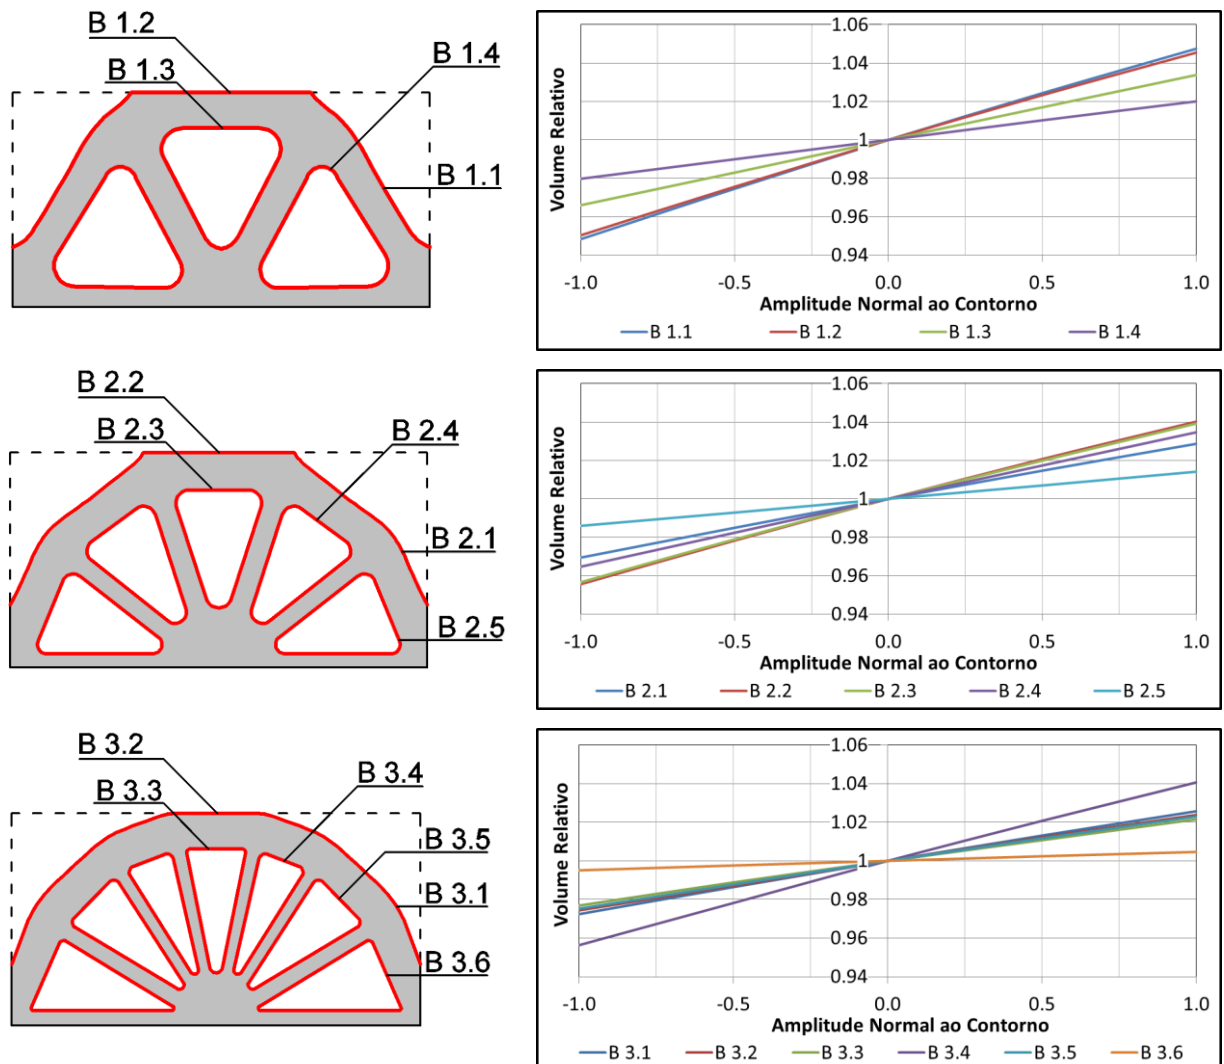 B 1.2
B 1.3
B 1.4
B 1.1
Volume Relativo
1.06
1.04
1.02
1
0.98
0.96
0.94
-1.0 -0.5 0.0 0.5 1.0
Amplitude Normal ao Contorno
B 1.1 B 1.2 B 1.3 B 1.4
B 2.2
B 2.3
B 2.4
B 2.1
B 2.5
Volume Relativo
1.06
1.04
1.02
1
0.98
0.96
0.94
-1.0 -0.5 0.0 0.5 1.0
Amplitude Normal ao Contorno
B 2.1 B 2.2 B 2.3 B 2.4 B 2.5
B 3.2
B 3.3
B 3.4
B 3.5
B 3.1
B 3.6
Volume Relativo
1.06
1.04
1.02
1
0.98
0.96
0.94
-1.0 -0.5 0.0 0.5 1.0
Amplitude Normal ao Contorno
B 3.1 B 3.2 B 3.3 B 3.4 B 3.5 B 3.6